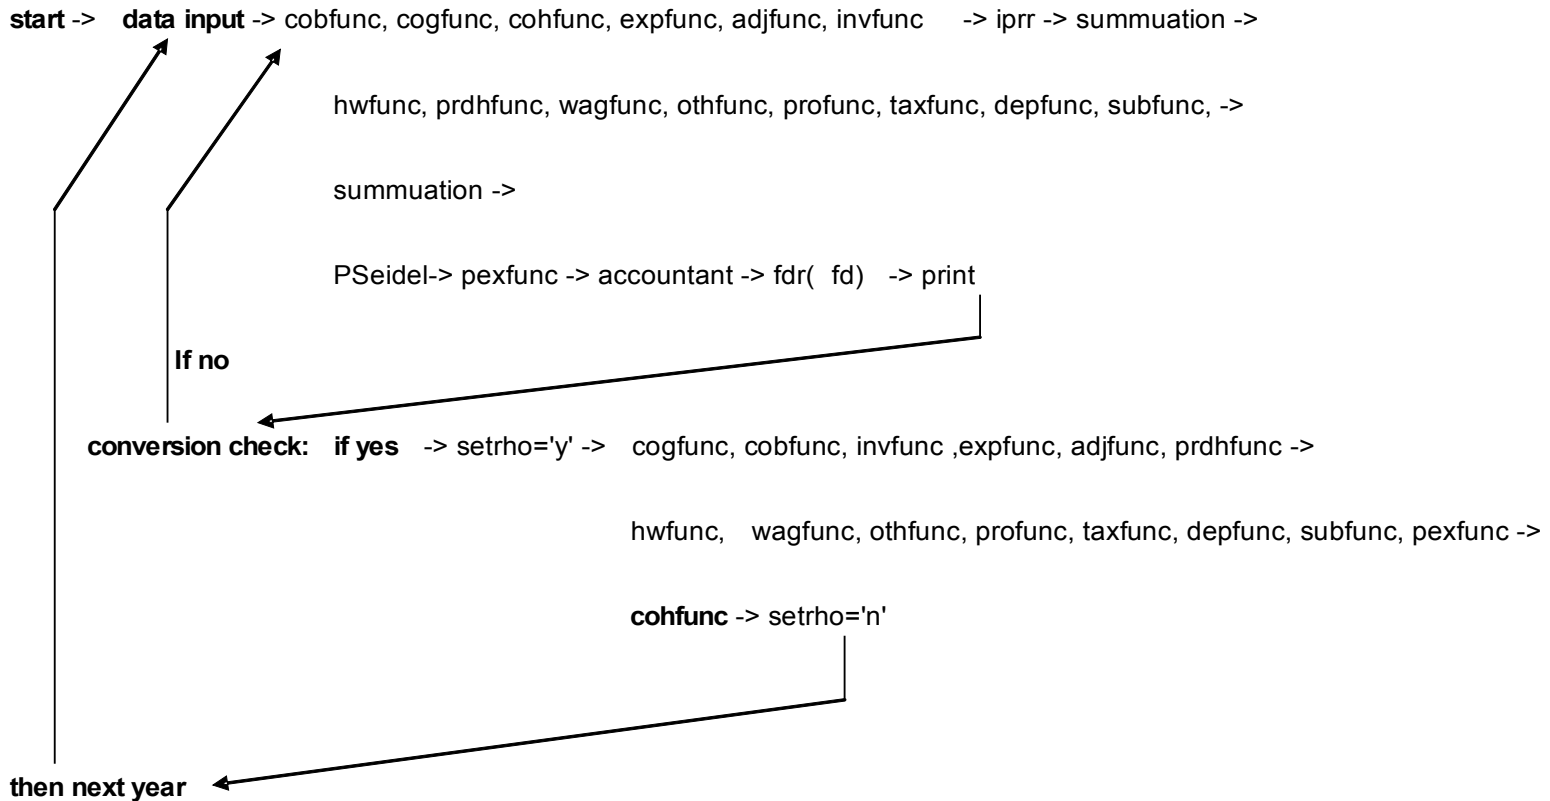 start -> data input -> cobfunc, cogfunc, cohfunc, expfunc, adjfunc, invfunc -> iprr -> summuation ->
hwfunc, prdhfunc, wagfunc, othfunc, profunc, taxfunc, depfunc, subfunc, ->
summuation ->
PSeidel-> pexfunc -> accountant -> fdr( fd) -> print
If no
conversion check: if yes -> setrho='y' -> cogfunc, cobfunc, invfunc ,expfunc, adjfunc, prdhfunc ->
hwfunc, wagfunc, othfunc, profunc, taxfunc, depfunc, subfunc, pexfunc ->
cohfunc -> setrho='n'
then next year